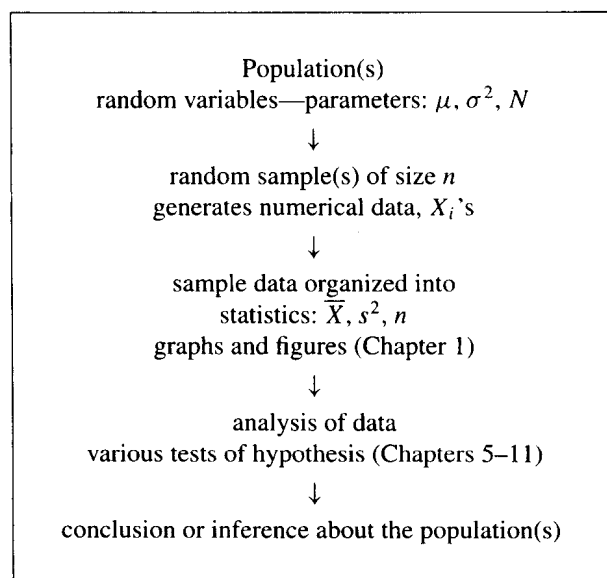 Population(s)
random variables—parameters: μ, σ², N
↓
random sample(s) of size n
generates numerical data, Xᵢ's
↓
sample data organized into
statistics: X̅, s², n
graphs and figures (Chapter 1)
↓
analysis of data
various tests of hypothesis (Chapters 5–11)
↓
conclusion or inference about the population(s)